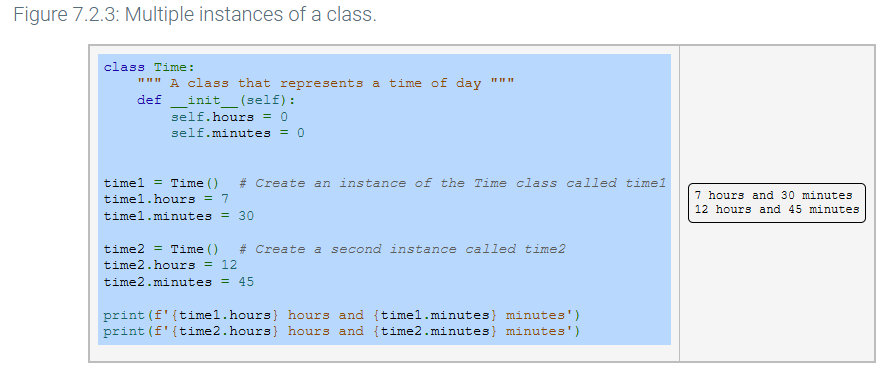 Figure 7.2.3: Multiple instances of a class.
class Time:
    """ A class that represents a time of day """
    def __init__(self):
        self.hours = 0
        self.minutes = 0
time1 = Time()  # Create an instance of the Time class called time1
time1.hours = 7
time1.minutes = 30
time2 = Time()  # Create a second instance called time2
time2.hours = 12
time2.minutes = 45
print(f'{time1.hours} hours and {time1.minutes} minutes')
print(f'{time2.hours} hours and {time2.minutes} minutes')
7 hours and 30 minutes
12 hours and 45 minutes